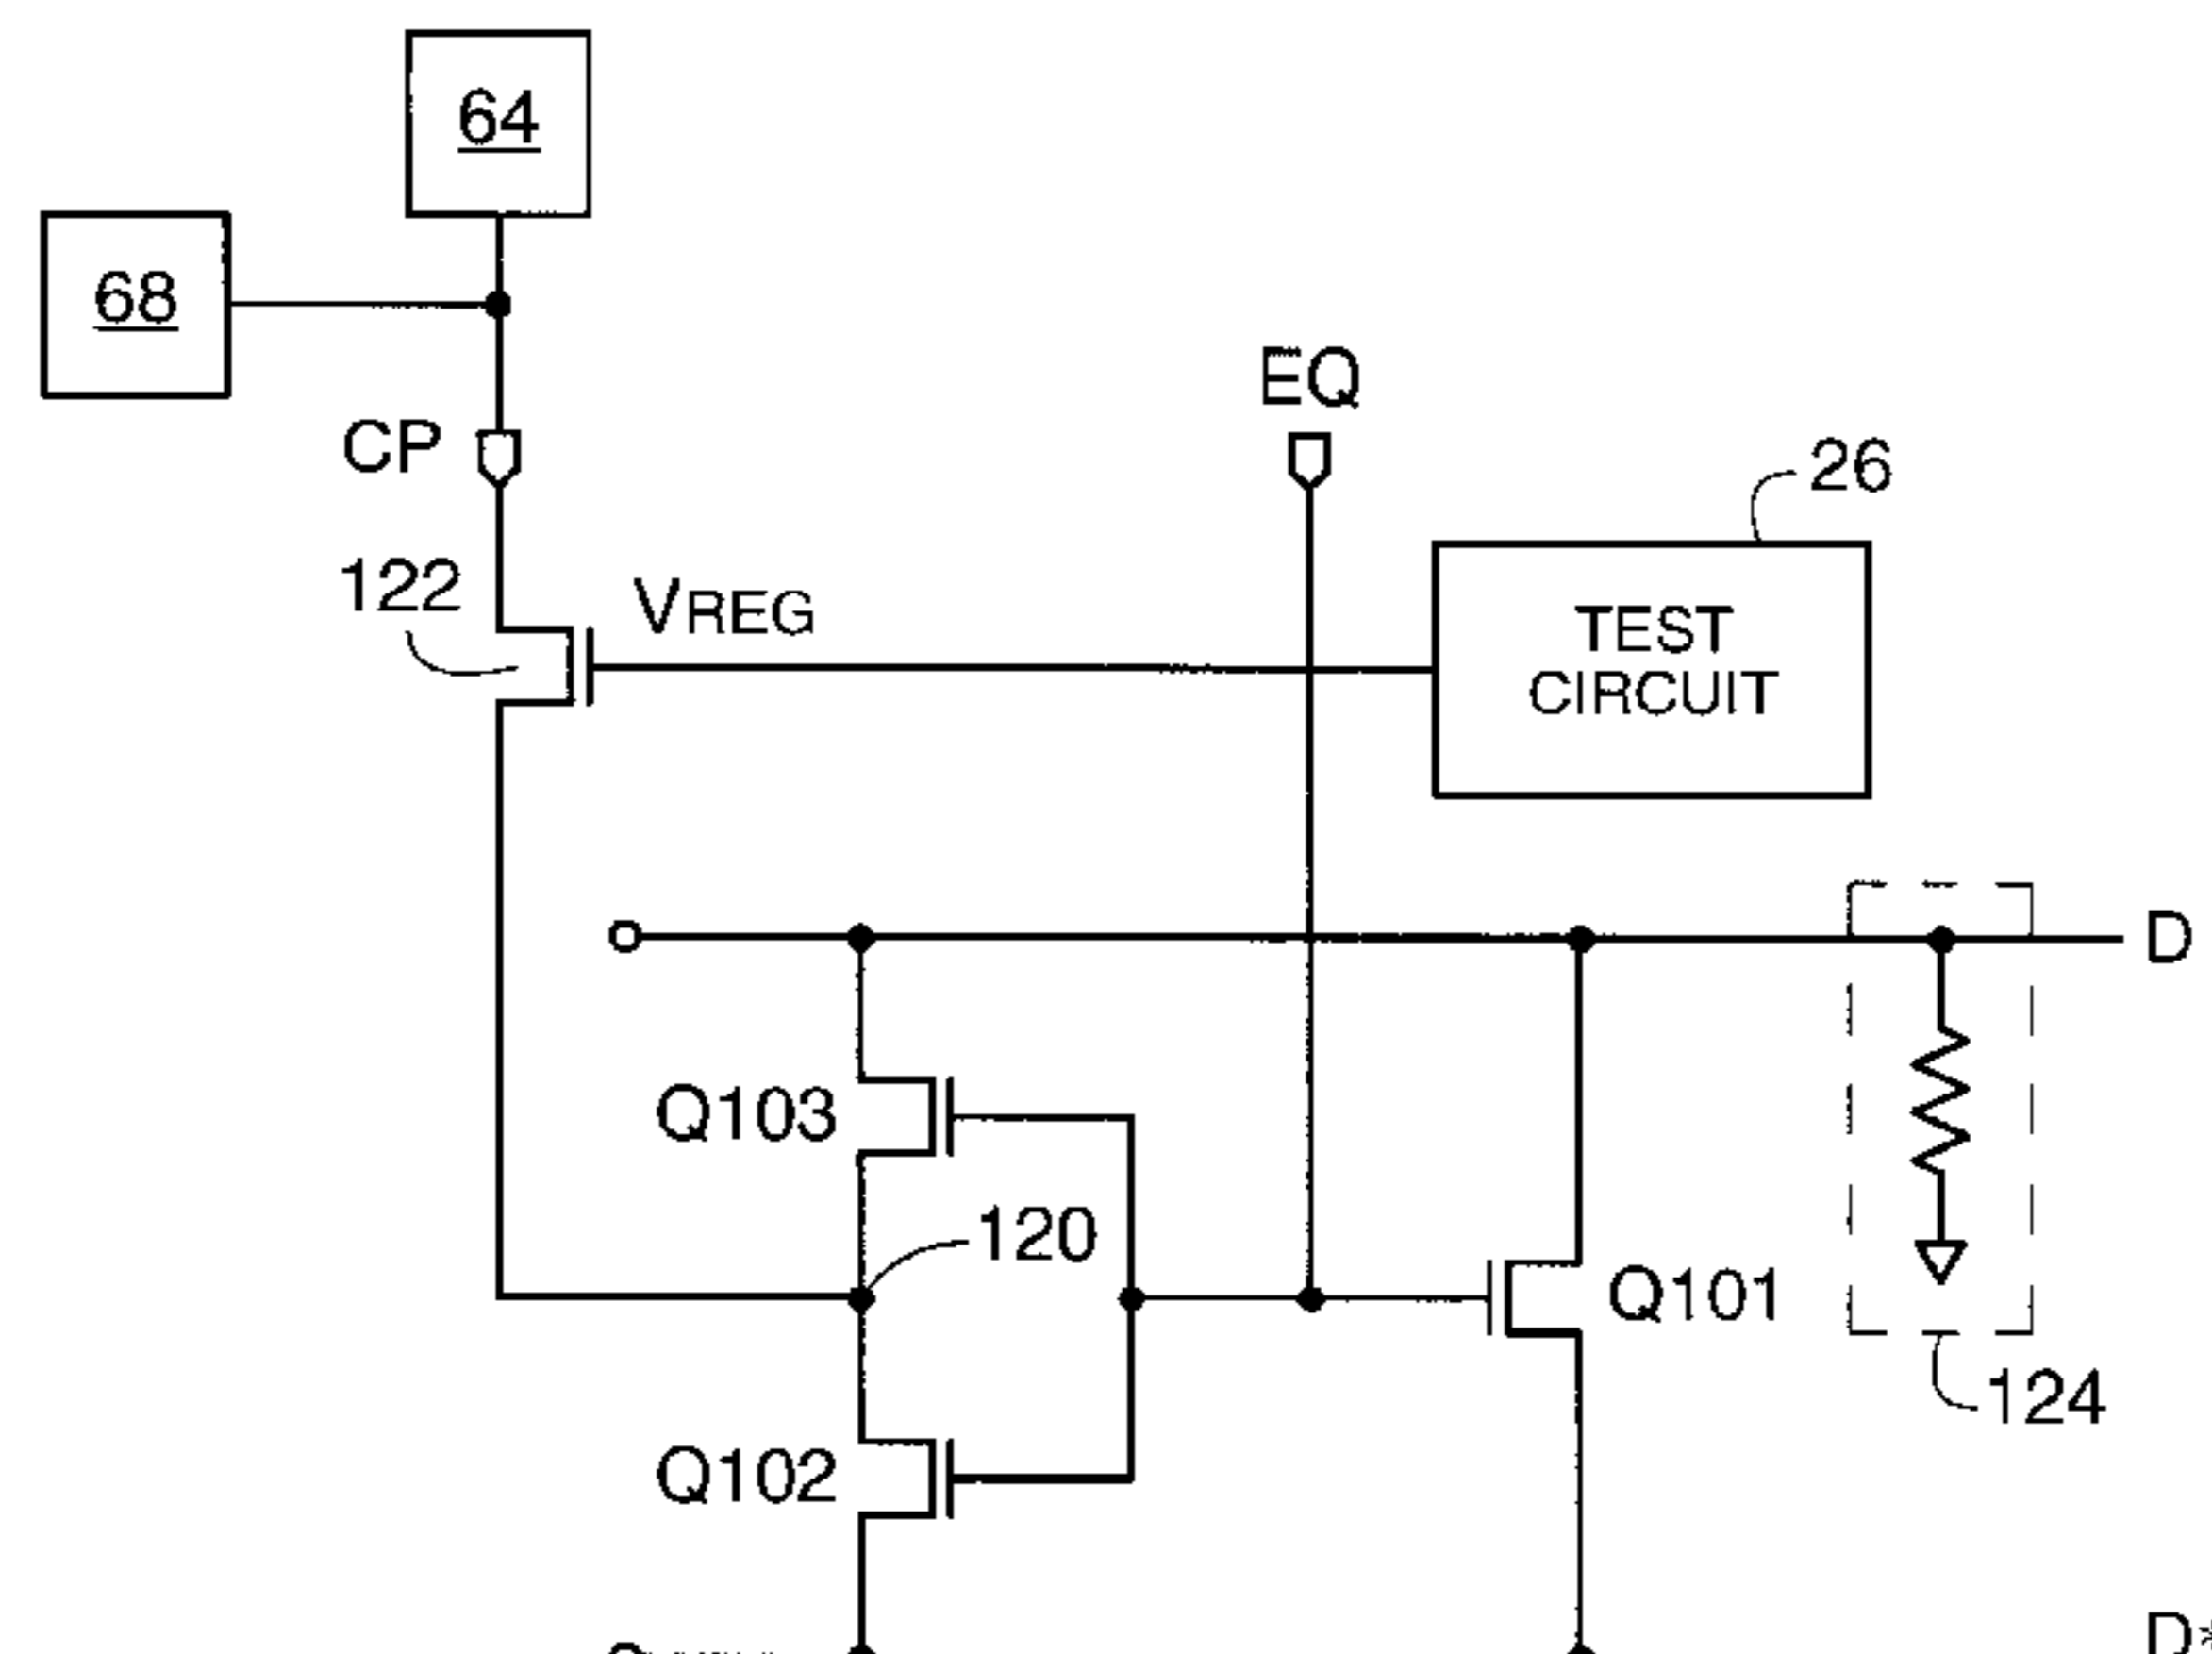 64
68
EQ
CP
26
122
VREG
TEST
CIRCUIT
D
Q103
120
Q101
124
Q102
D*